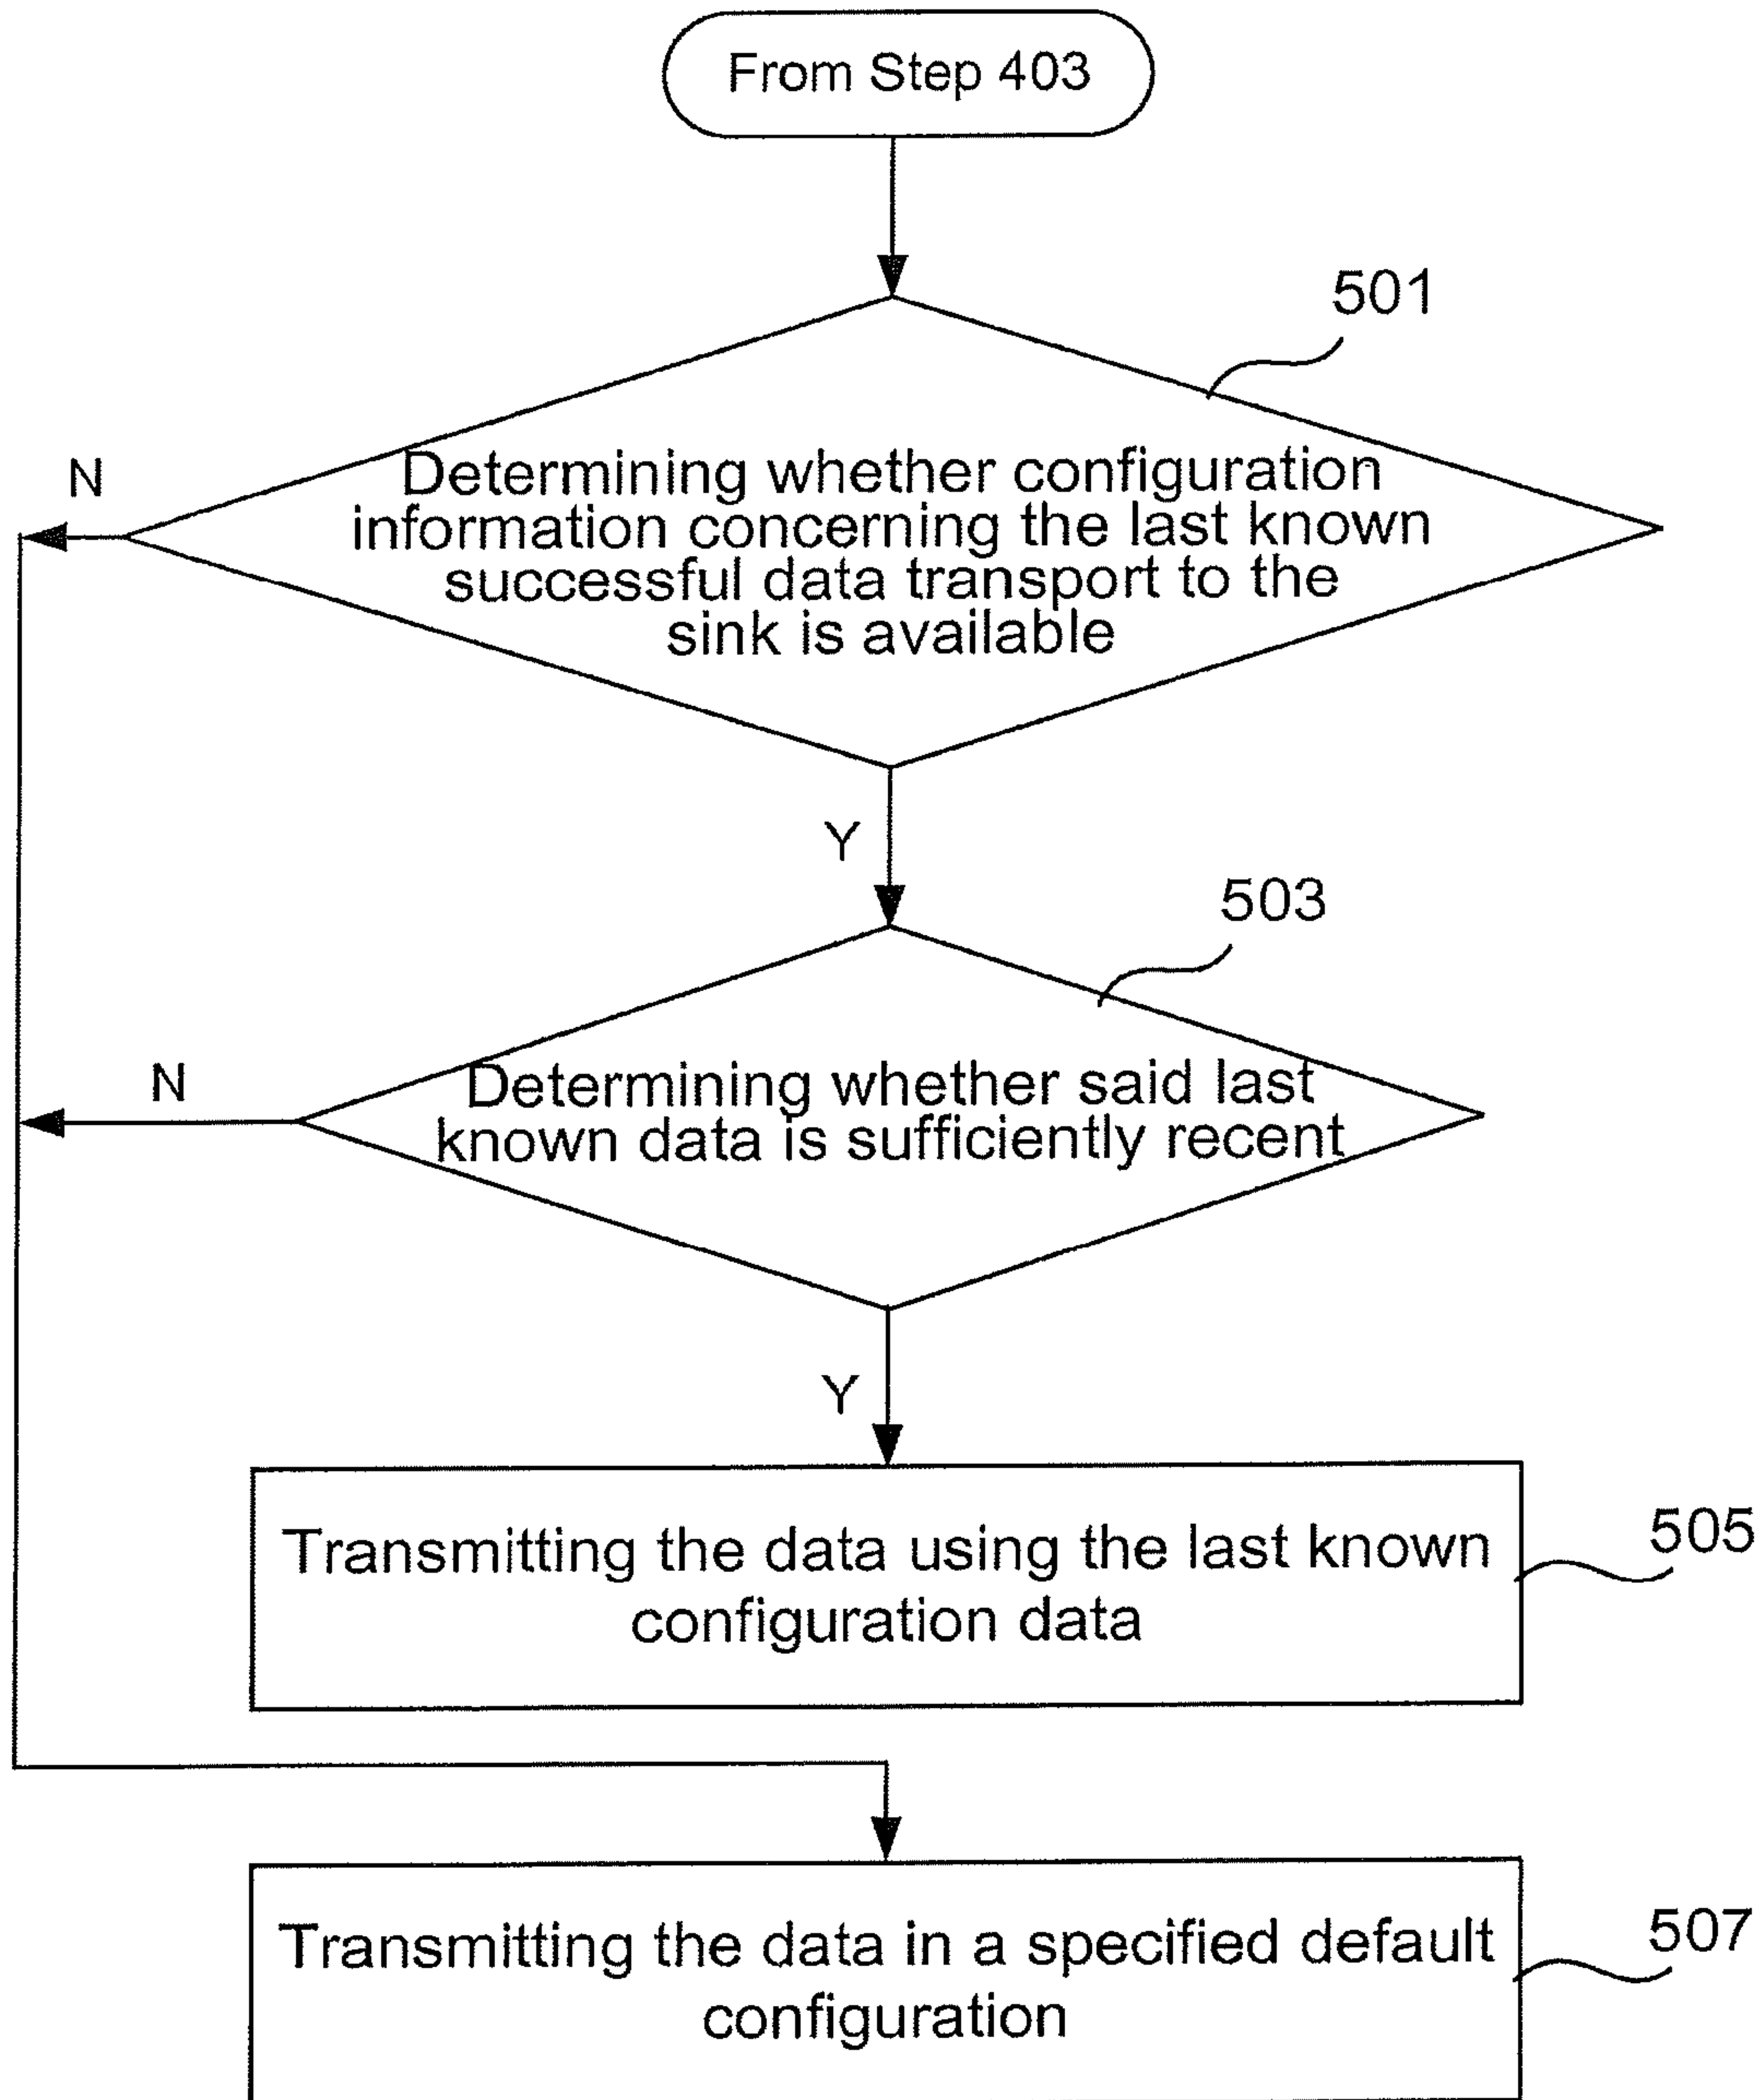 From Step 403
501
Determining whether configuration
information concerning the last known
successful data transport to the
sink is available
N
Y
503
Determining whether said last
known data is sufficiently recent
N
Y
Transmitting the data using the last known
configuration data
505
Transmitting the data in a specified default
configuration
507